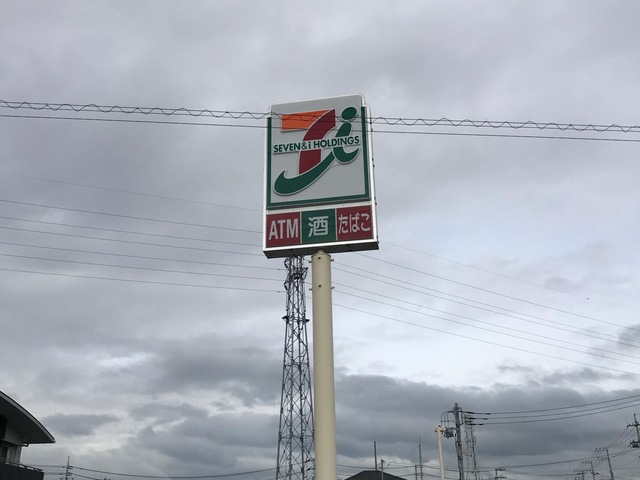 SEVEN & i HOLDINGS
ATM 酒 たばこ